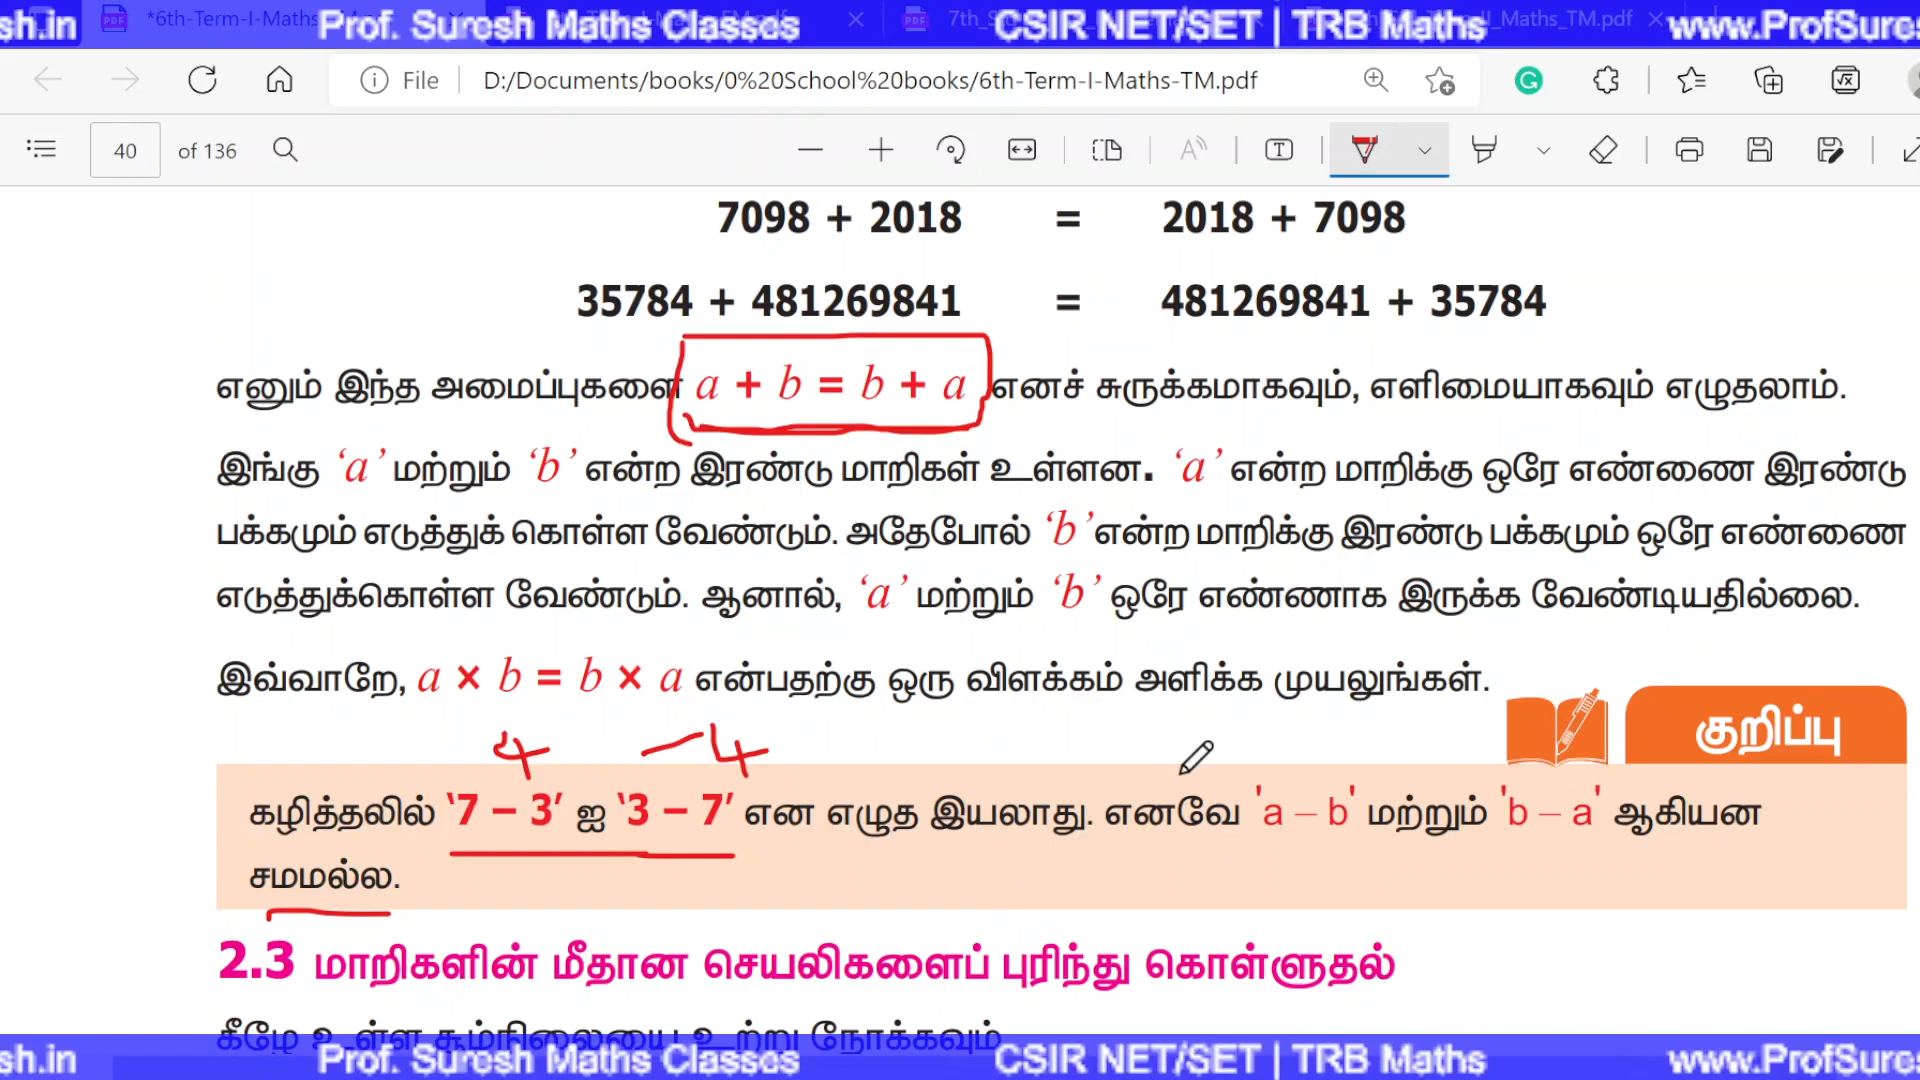 sh.in Prof. Suresh Maths Classes CSIR NET/SET | TRB Maths www.ProfSures
*6th-Term-I-Maths 7th_S _Maths_TM.pdf
File D:/Documents/books/0%20School%20books/6th-Term-I-Maths-TM.pdf
40 of 136
7098 + 2018 = 2018 + 7098
35784 + 481269841 = 481269841 + 35784
எனும் இந்த அமைப்புகளை a + b = b + a எனச் சுருக்கமாகவும், எளிமையாகவும் எழுதலாம்.
இங்கு ‘a’ மற்றும் ‘b’ என்ற இரண்டு மாறிகள் உள்ளன. ‘a’ என்ற மாறிக்கு ஒரே எண்ணை இரண்டு
பக்கமும் எடுத்துக் கொள்ள வேண்டும். அதேபோல் ‘b’ என்ற மாறிக்கு இரண்டு பக்கமும் ஒரே எண்ணை
எடுத்துக்கொள்ள வேண்டும். ஆனால், ‘a’ மற்றும் ‘b’ ஒரே எண்ணாக இருக்க வேண்டியதில்லை.
இவ்வாறே, a × b = b × a என்பதற்கு ஒரு விளக்கம் அளிக்க முயலுங்கள்.
குறிப்பு
4 -4
கழித்தலில் ‘7 – 3’ ஐ ‘3 – 7’ என எழுத இயலாது. எனவே 'a – b' மற்றும் 'b – a' ஆகியன
சமமல்ல.
2.3 மாறிகளின் மீதான செயலிகளைப் புரிந்து கொள்ளுதல்
கீழே உள்ள சூழ்நிலையை உற்று நோக்கவும்
sh.in Prof. Suresh Maths Classes CSIR NET/SET | TRB Maths www.ProfSures